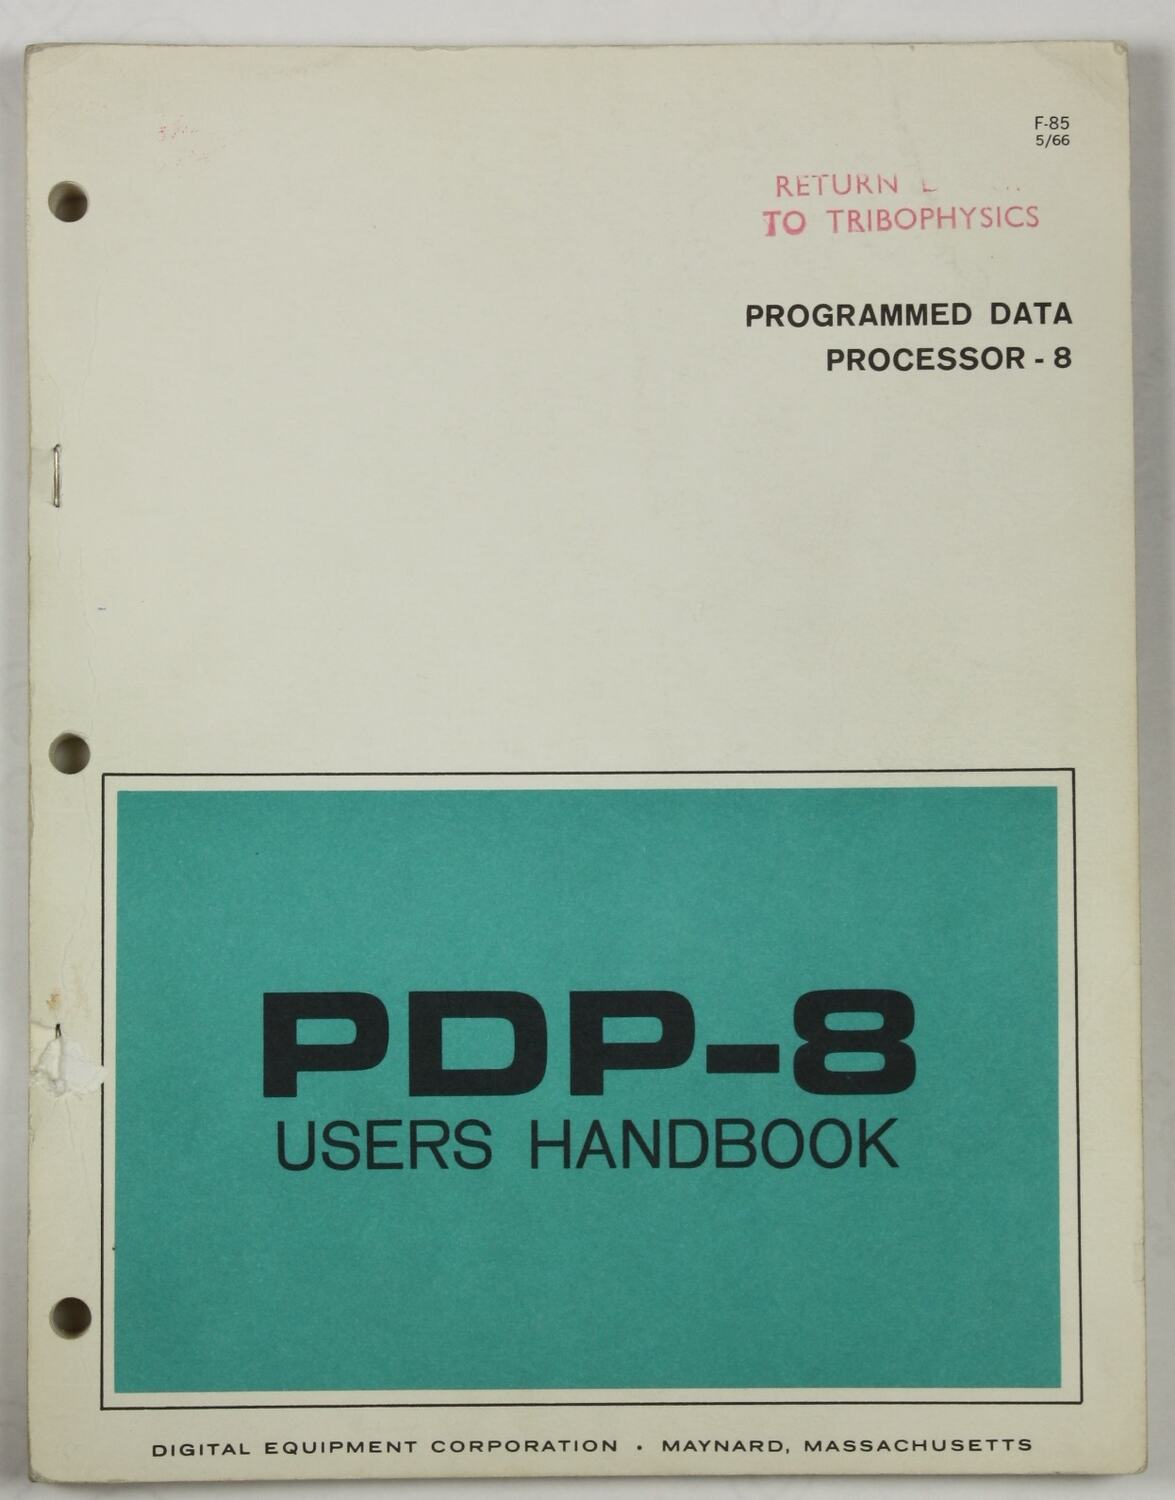 F-85
5/66
RETURN
TO TRIBOPHYSICS
PROGRAMMED DATA
PROCESSOR - 8
PDP-8
USERS HANDBOOK
DIGITAL EQUIPMENT CORPORATION • MAYNARD, MASSACHUSETTS